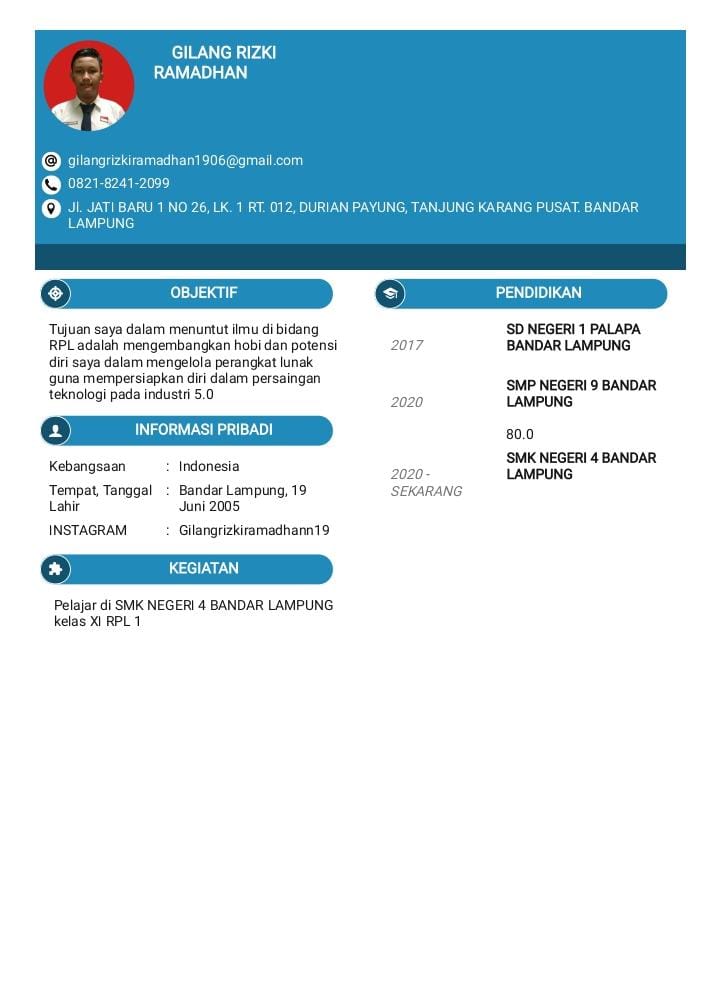 GILANG RIZKI
RAMADHAN
gilangrizkiramadhan1906@gmail.com
0821-8241-2099
Jl. JATI BARU 1 NO 26, LK. 1 RT. 012, DURIAN PAYUNG, TANJUNG KARANG PUSAT. BANDAR
LAMPUNG
OBJEKTIF
Tujuan saya dalam menuntut ilmu di bidang
RPL adalah mengembangkan hobi dan potensi
diri saya dalam mengelola perangkat lunak
guna mempersiapkan diri dalam persaingan
teknologi pada industri 5.0
INFORMASI PRIBADI
Kebangsaan : Indonesia
Tempat, Tanggal : Bandar Lampung, 19
Lahir Juni 2005
INSTAGRAM : Gilangrizkiramadhann19
KEGIATAN
Pelajar di SMK NEGERI 4 BANDAR LAMPUNG
kelas XI RPL 1
PENDIDIKAN
SD NEGERI 1 PALAPA
2017 BANDAR LAMPUNG
SMP NEGERI 9 BANDAR
2020 LAMPUNG
80.0
SMK NEGERI 4 BANDAR
2020 - LAMPUNG
SEKARANG